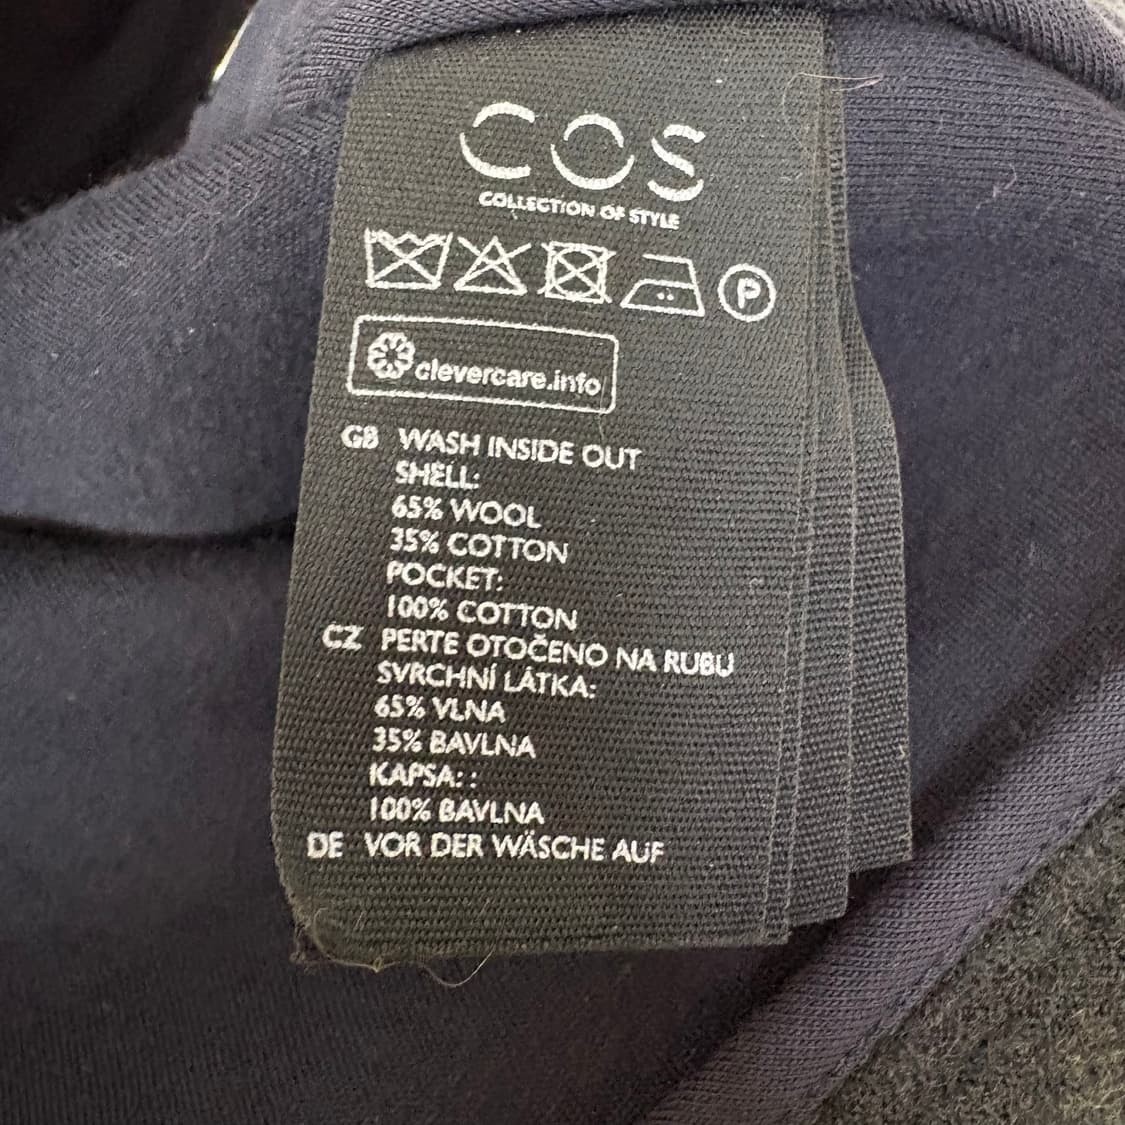 COS
COLLECTION OF STYLE
P
clevercare.info
GB WASH INSIDE OUT
SHELL:
65% WOOL
35% COTTON
POCKET:
100% COTTON
CZ PERTE OTOČENO NA RUBU
SVRCHNÍ LÁTKA:
65% VLNA
35% BAVLNA
KAPSA: :
100% BAVLNA
DE VOR DER WÄSCHE AUF